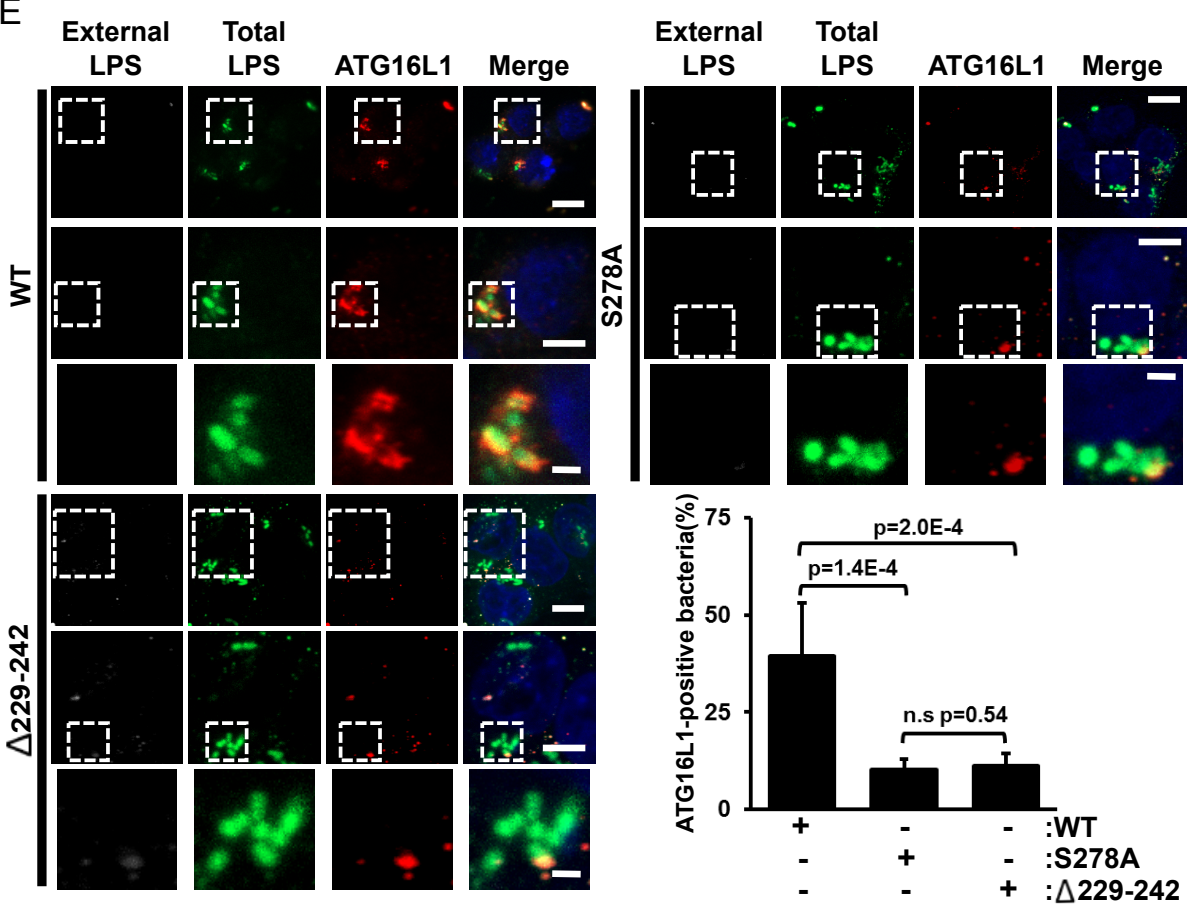 E
External Total
LPS LPS ATG16L1 Merge
External Total
LPS LPS ATG16L1 Merge
WT
S278A
Δ229-242
ATG16L1-positive bacteria(%)
75
50
25
0
p=2.0E-4
p=1.4E-4
n.s p=0.54
+ - - :WT
- + - :S278A
- - + :Δ229-242